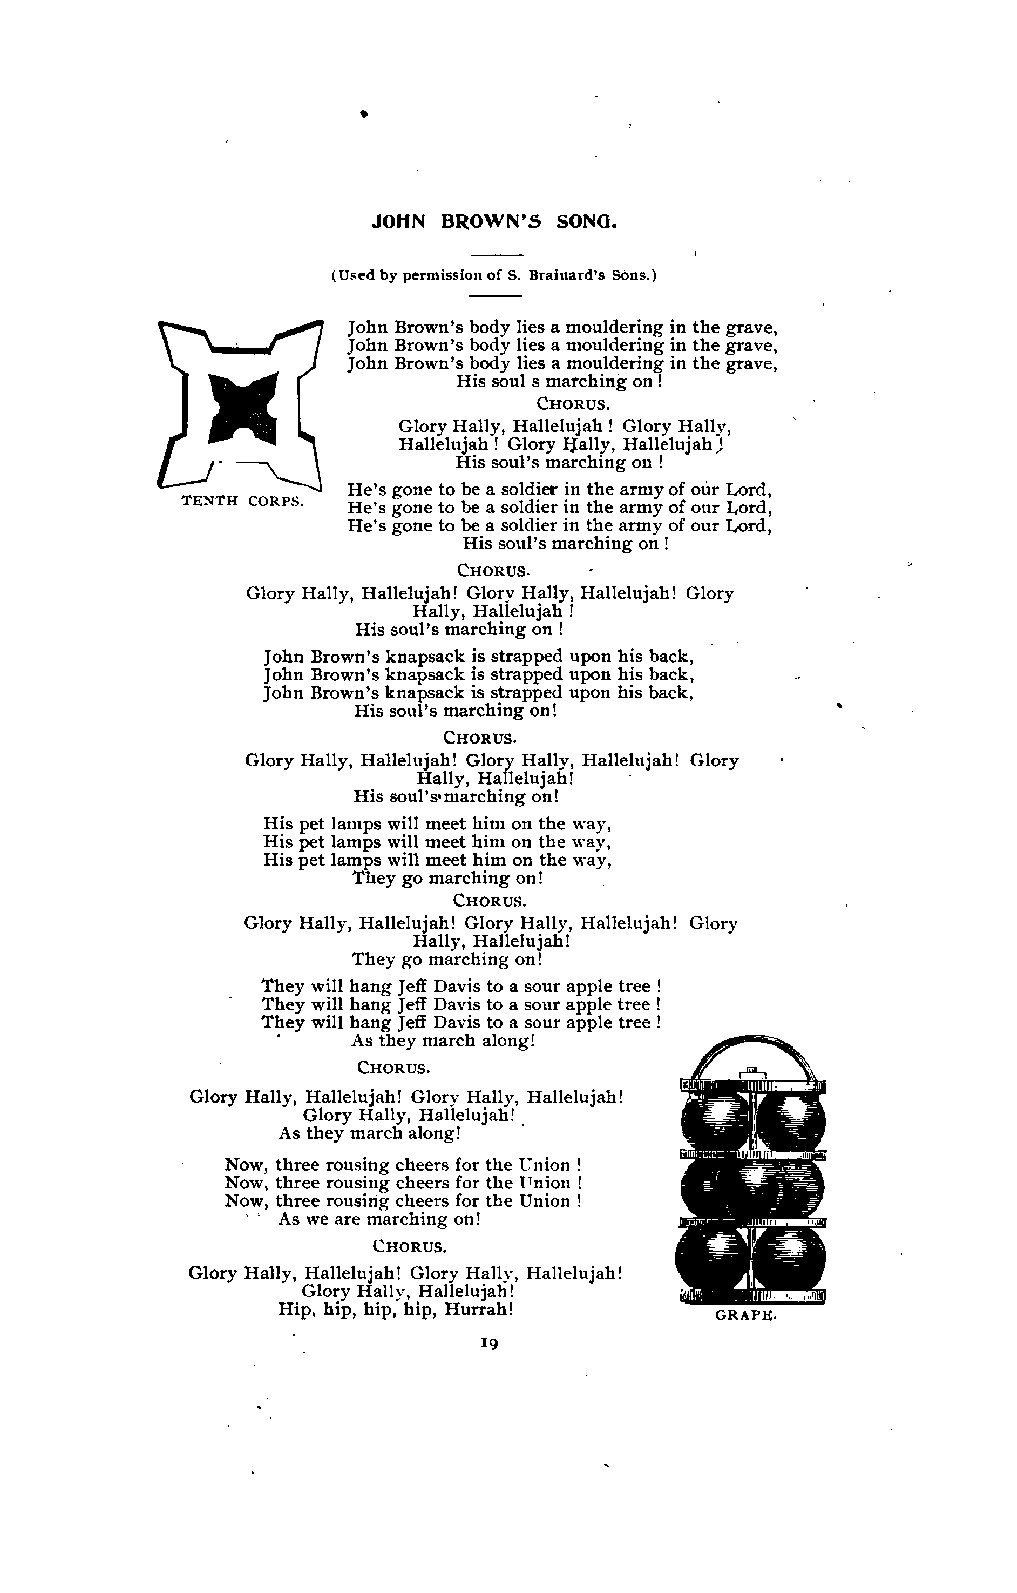 JOHN BROWN'S SONG.
(Used by permission of S. Brainard's Sons.)
John Brown's body lies a mouldering in the grave,
John Brown's body lies a mouldering in the grave,
John Brown's body lies a mouldering in the grave,
His soul s marching on !
CHORUS.
Glory Hally, Hallelujah ! Glory Hally,
Hallelujah ! Glory Hally, Hallelujah !
His soul's marching on !
TENTH CORPS.
He's gone to be a soldier in the army of our Lord,
He's gone to be a soldier in the army of our Lord,
He's gone to be a soldier in the army of our Lord,
His soul's marching on !
CHORUS.
Glory Hally, Hallelujah! Glory Hally, Hallelujah! Glory
Hally, Hallelujah !
His soul's marching on !
John Brown's knapsack is strapped upon his back,
John Brown's knapsack is strapped upon his back,
John Brown's knapsack is strapped upon his back,
His soul's marching on!
CHORUS.
Glory Hally, Hallelujah! Glory Hally, Hallelujah! Glory
Hally, Hallelujah!
His soul's marching on!
His pet lamps will meet him on the way,
His pet lamps will meet him on the way,
His pet lamps will meet him on the way,
They go marching on!
CHORUS.
Glory Hally, Hallelujah! Glory Hally, Hallelujah! Glory
Hally, Hallelujah!
They go marching on!
They will hang Jeff Davis to a sour apple tree !
They will hang Jeff Davis to a sour apple tree !
They will hang Jeff Davis to a sour apple tree !
As they march along!
CHORUS.
Glory Hally, Hallelujah! Glory Hally, Hallelujah!
Glory Hally, Hallelujah!
As they march along!
Now, three rousing cheers for the Union !
Now, three rousing cheers for the Union !
Now, three rousing cheers for the Union !
As we are marching on!
CHORUS.
Glory Hally, Hallelujah! Glory Hally, Hallelujah!
Glory Hally, Hallelujah!
Hip, hip, hip, hip, Hurrah!
GRAPE.
19